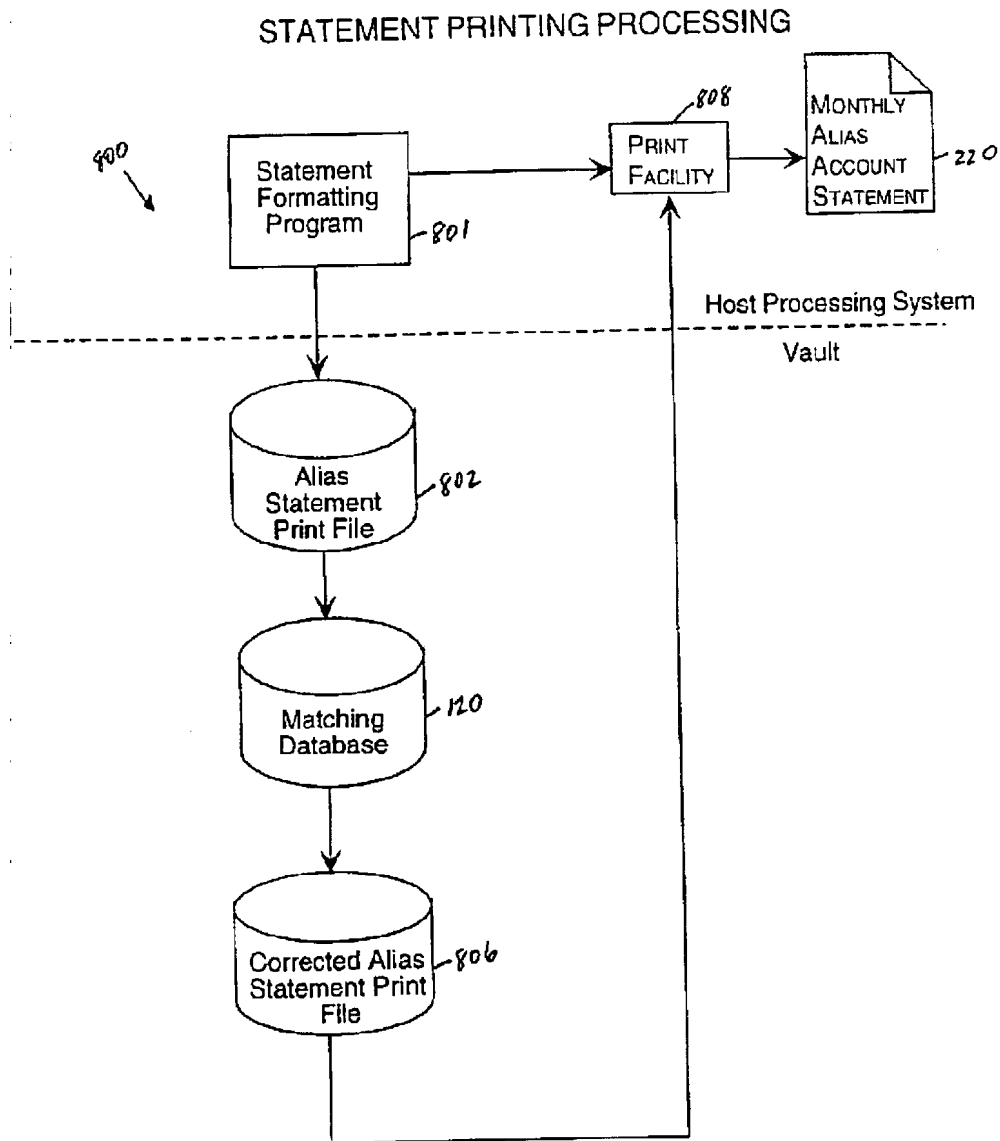 STATEMENT PRINTING PROCESSING
800
Statement
Formatting
Program
801
808
PRINT
FACILITY
MONTHLY
ALIAS
ACCOUNT
STATEMENT
220
Host Processing System
Vault
Alias
Statement
Print File
802
Matching
Database
120
Corrected Alias
Statement Print
File
806